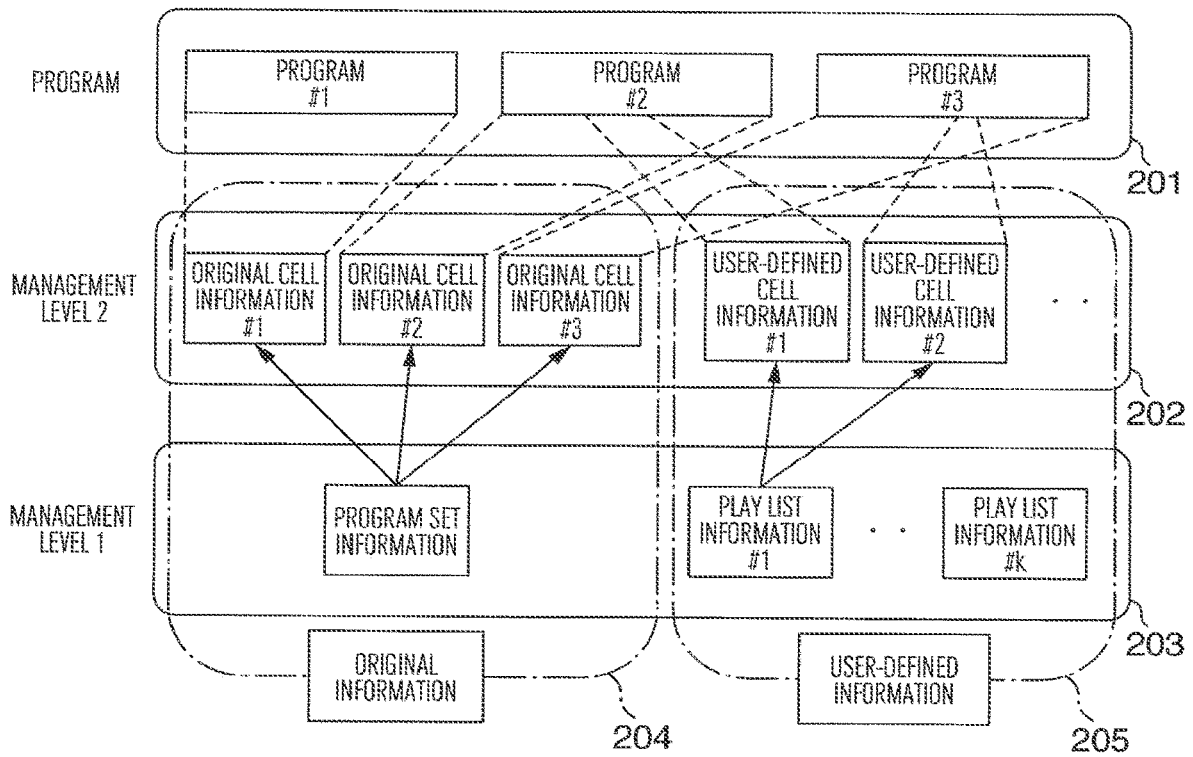 PROGRAM
PROGRAM
#1
PROGRAM
#2
PROGRAM
#3
201
MANAGEMENT
LEVEL 2
ORIGINAL CELL
INFORMATION
#1
ORIGINAL CELL
INFORMATION
#2
ORIGINAL CELL
INFORMATION
#3
USER-DEFINED
CELL
INFORMATION
#1
USER-DEFINED
CELL
INFORMATION
#2
. .
202
MANAGEMENT
LEVEL 1
PROGRAM SET
INFORMATION
PLAY LIST
INFORMATION
#1
. .
PLAY LIST
INFORMATION
#k
203
ORIGINAL
INFORMATION
204
USER-DEFINED
INFORMATION
205